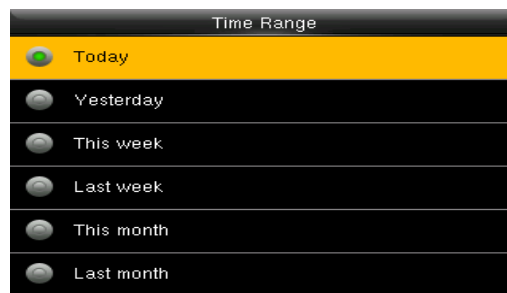 Time Range
Today
Yesterday
This week
Last week
This month
Last month